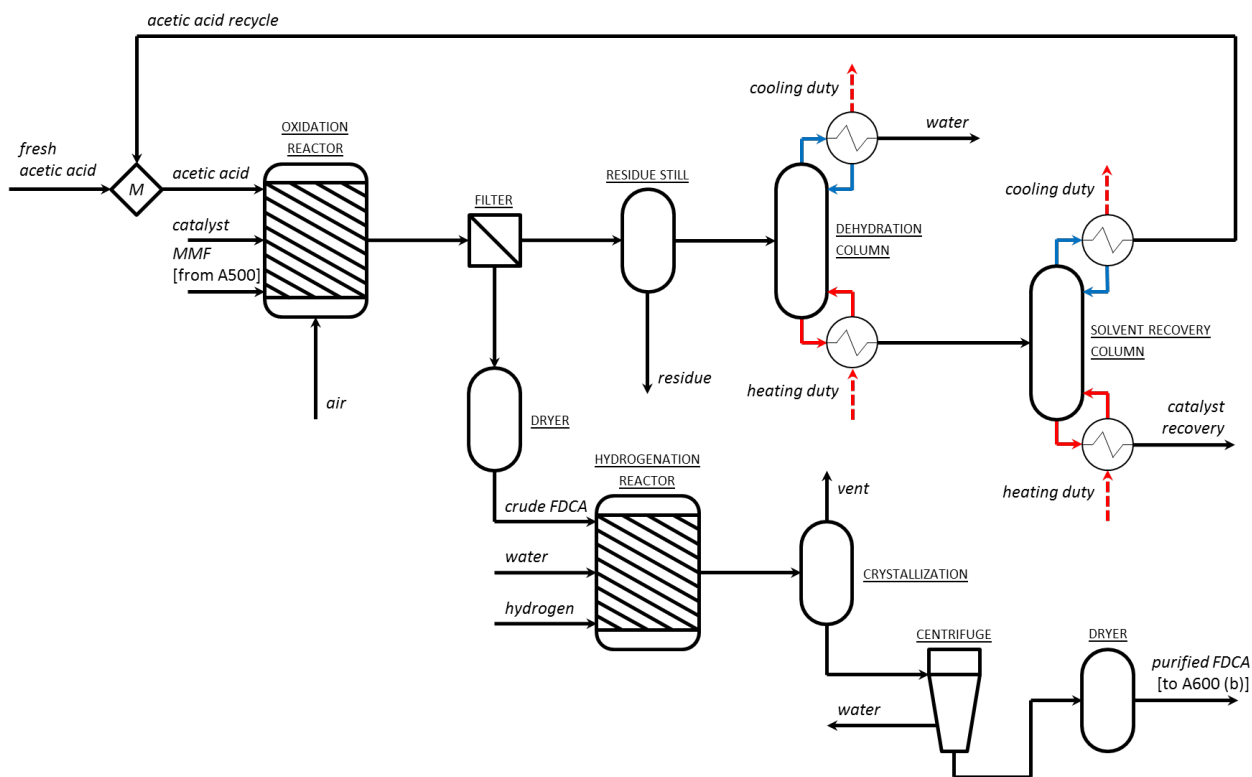 acetic acid recycle
fresh
acetic acid
M
acetic acid
catalyst
MMF
[from A500]
air
OXIDATION
REACTOR
FILTER
RESIDUE STILL
residue
cooling duty
water
DEHYDRATION
COLUMN
heating duty
cooling duty
SOLVENT RECOVERY
COLUMN
catalyst
recovery
heating duty
DRYER
HYDROGENATION
REACTOR
crude FDCA
water
hydrogen
vent
CRYSTALLIZATION
CENTRIFUGE
water
DRYER
purified FDCA
[to A600 (b)]